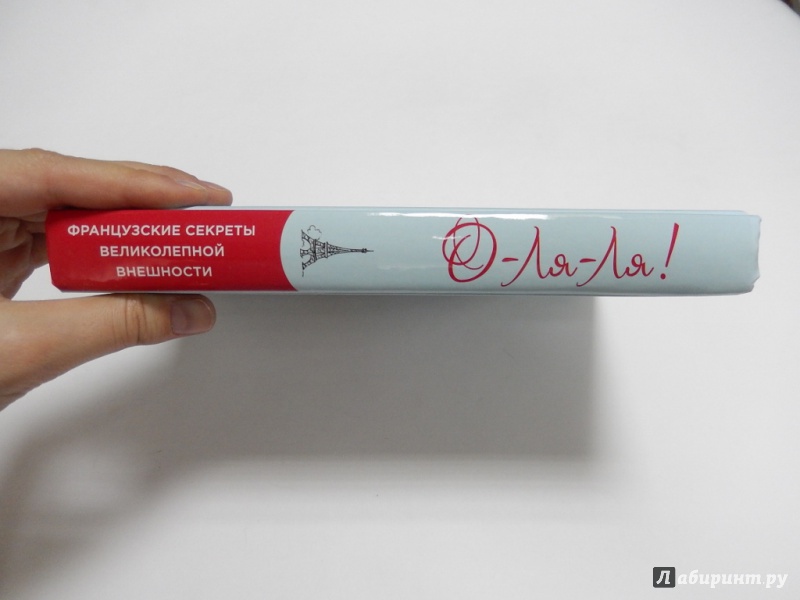 ФРАНЦУЗСКИЕ СЕКРЕТЫ
ВЕЛИКОЛЕПНОЙ
ВНЕШНОСТИ
О-Ля-Ля!
Лабиринт.ру